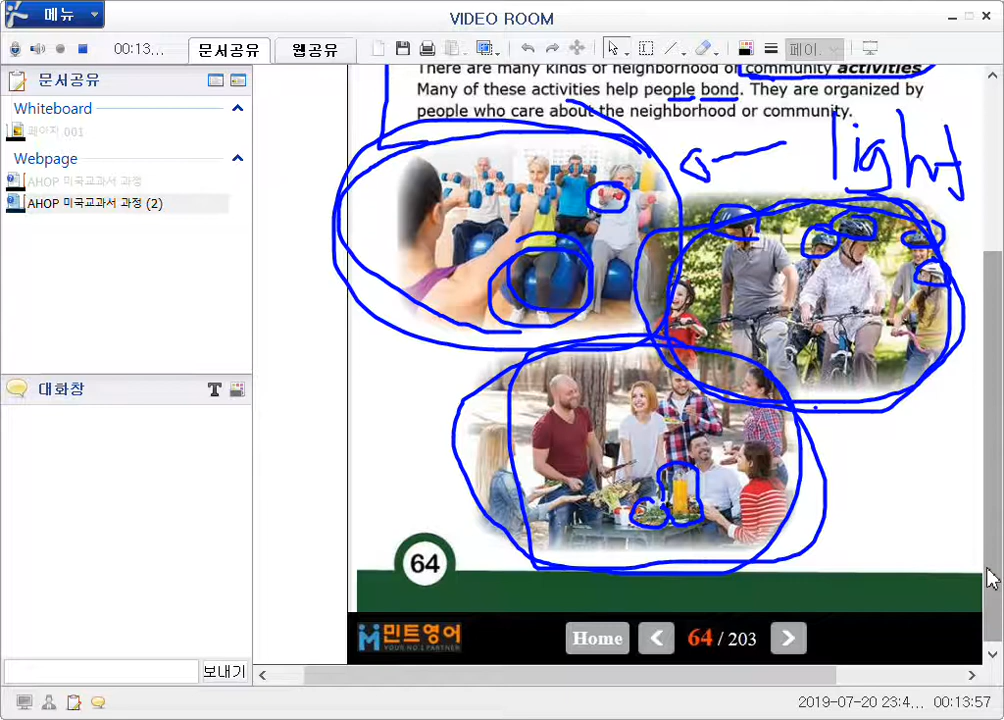 메뉴
VIDEO ROOM
00:13...
문서공유
웹공유
페이.
문서공유
Whiteboard
페이지 001
Webpage
AHOP 미국교과서 과정
AHOP 미국교과서 과정 (2)
대화창
T
보내기
There are many kinds of neighborhood or community activities
Many of these activities help people bond. They are organized by
people who care about the neighborhood or community.
light
64
민트영어
YOUR NO.1 PARTNER
Home
64 / 203
2019-07-20 23:4...
00:13:57